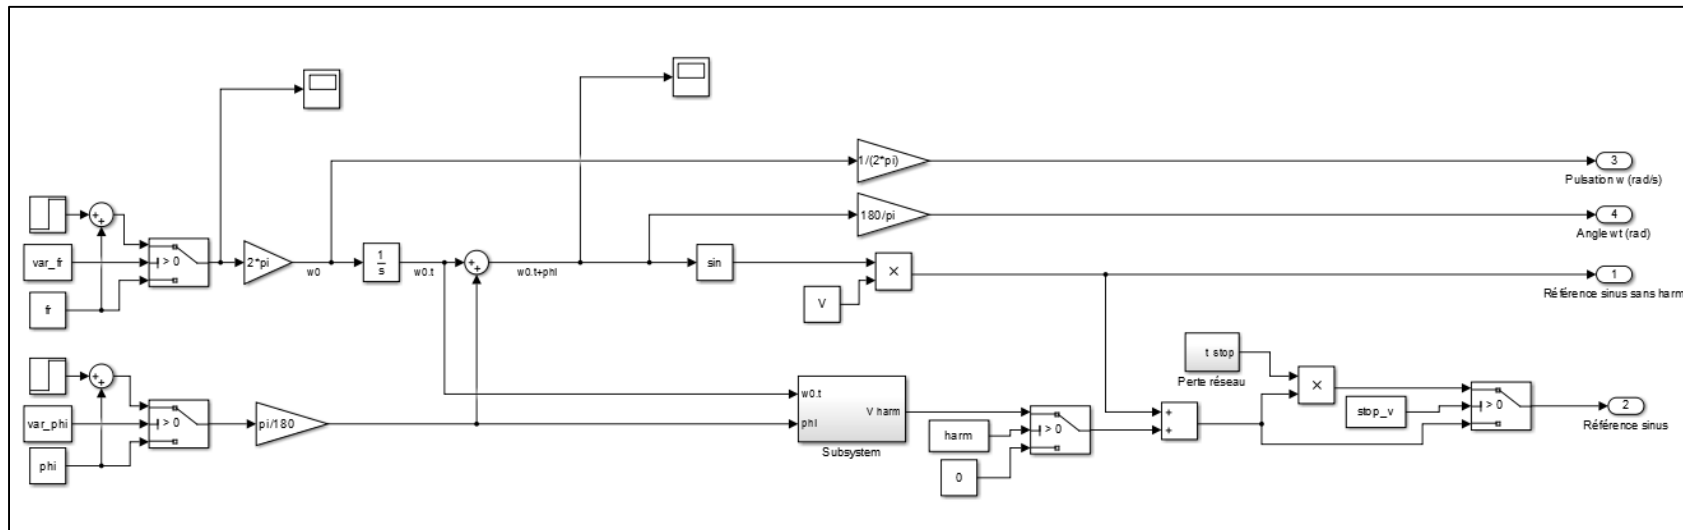 1/(2*pi)
3
Pulsation w (rad/s)
180/pi
4
Angle wt (rad)
+
+
var_fr
> 0
2*pi
w0
1
s
w0.t
+
+
w0.t+phi
sin
×
1
Référence sinus sans harm
fr
V
t stop
Perte réseau
×
+
+
var_phi
> 0
pi/180
w0.t
phi
V harm
Subsystem
harm
> 0
+
+
stop_v
> 0
2
Référence sinus
phi
0